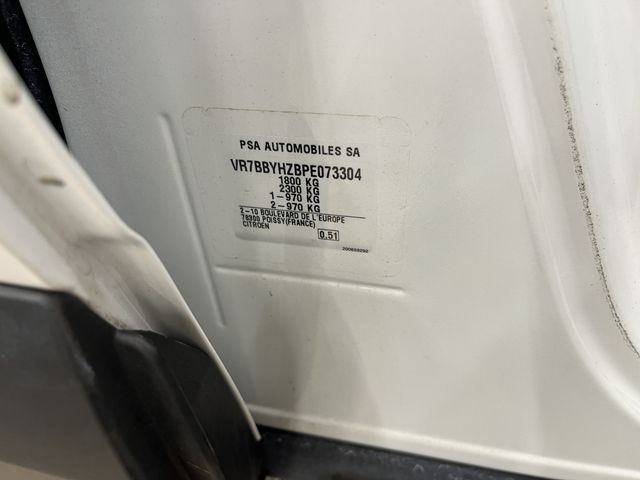 PSA AUTOMOBILES SA
VR7BBYHZBPE073304
1800 KG
2300 KG
1-970 KG
2-970 KG
2-10 BOULEVARD DE L'EUROPE
78300 POISSY(FRANCE)
CITROEN
0.51